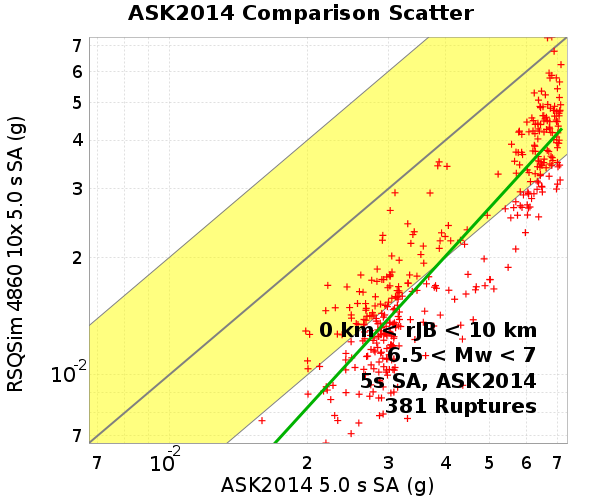 ASK2014 Comparison Scatter
RSQSim 4860 10x 5.0 s SA (g)
7
6
5
4
3
2
10-2
7
0 km < rJB < 10 km
6.5 < Mw < 7
5s SA, ASK2014
381 Ruptures
7 10-2 2 3 4 5 6 7
ASK2014 5.0 s SA (g)